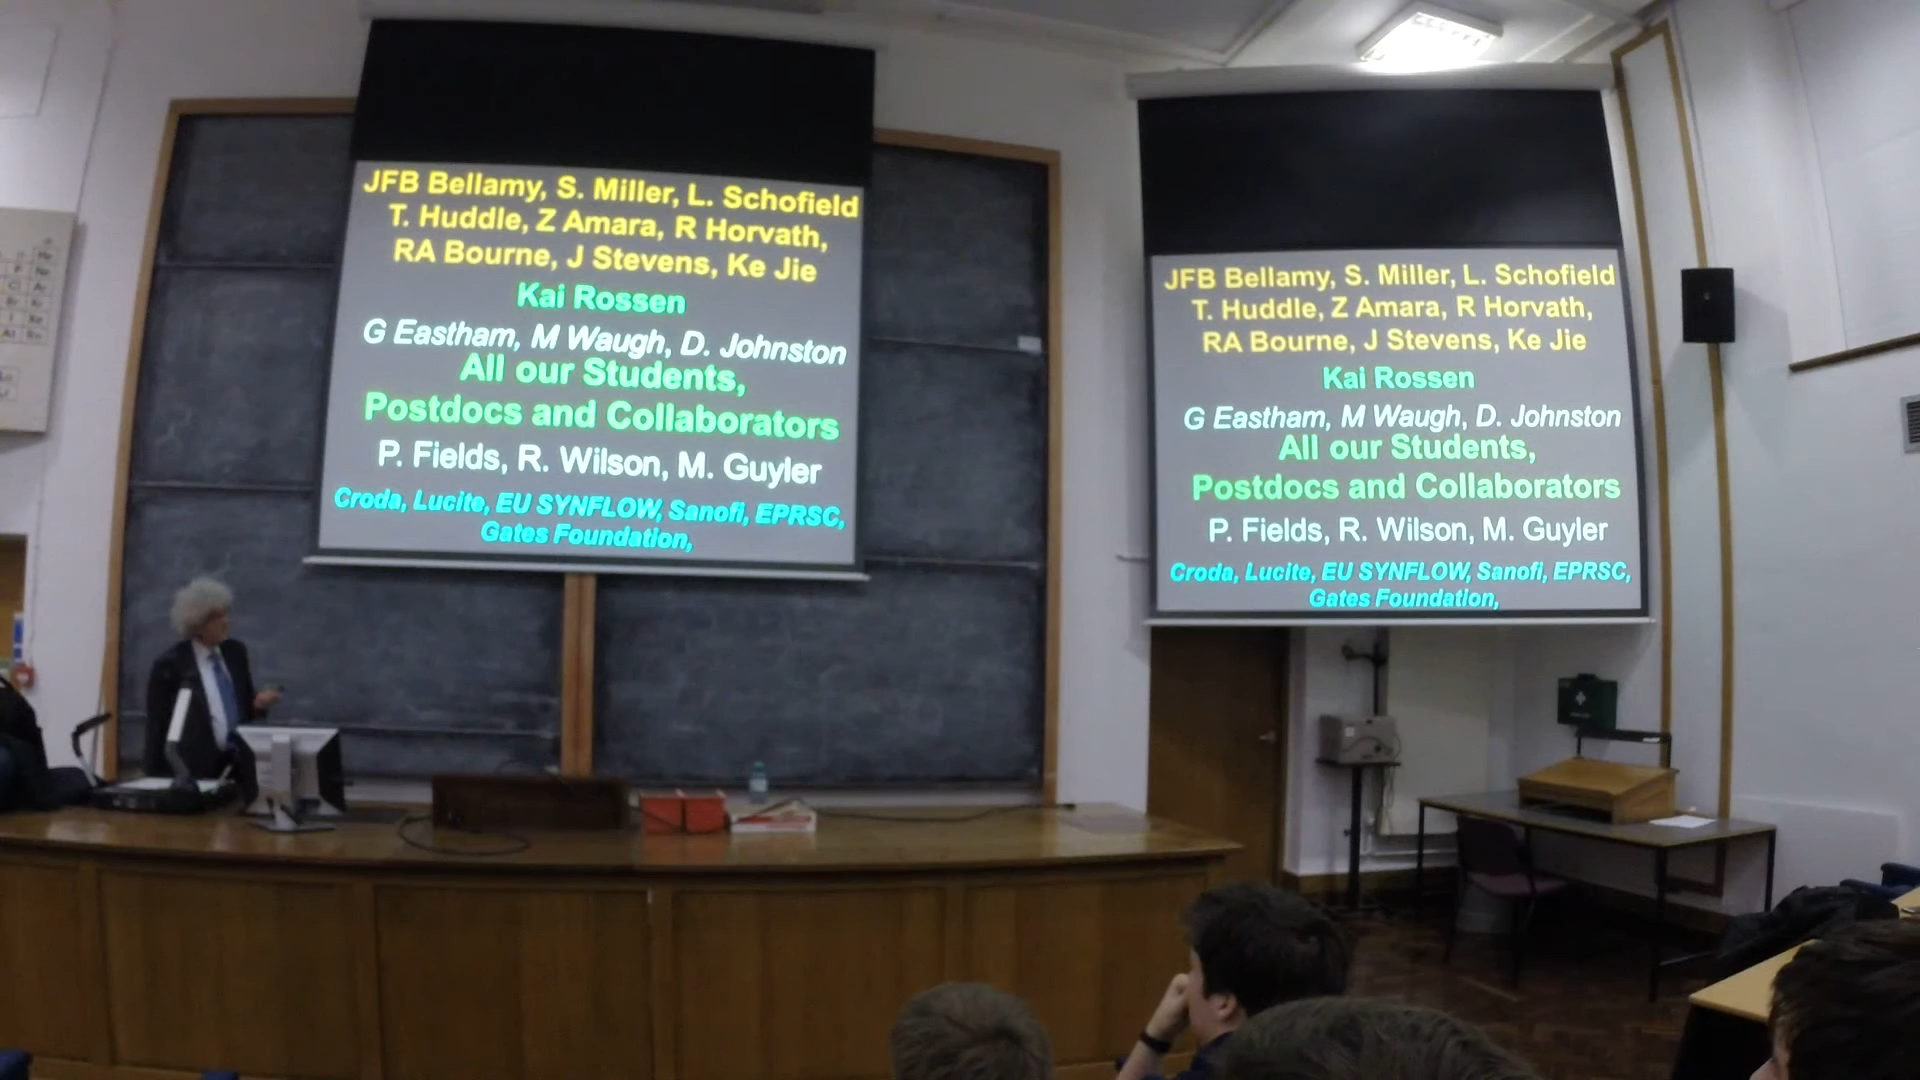 JFB Bellamy, S. Miller, L. Schofield
T. Huddle, Z Amara, R Horvath,
RA Bourne, J Stevens, Ke Jie
Kai Rossen
G Eastham, M Waugh, D. Johnston
All our Students,
Postdocs and Collaborators
P. Fields, R. Wilson, M. Guyler
Croda, Lucite, EU SYNFLOW, Sanofi, EPRSC,
Gates Foundation,
JFB Bellamy, S. Miller, L. Schofield
T. Huddle, Z Amara, R Horvath,
RA Bourne, J Stevens, Ke Jie
Kai Rossen
G Eastham, M Waugh, D. Johnston
All our Students,
Postdocs and Collaborators
P. Fields, R. Wilson, M. Guyler
Croda, Lucite, EU SYNFLOW, Sanofi, EPRSC,
Gates Foundation,